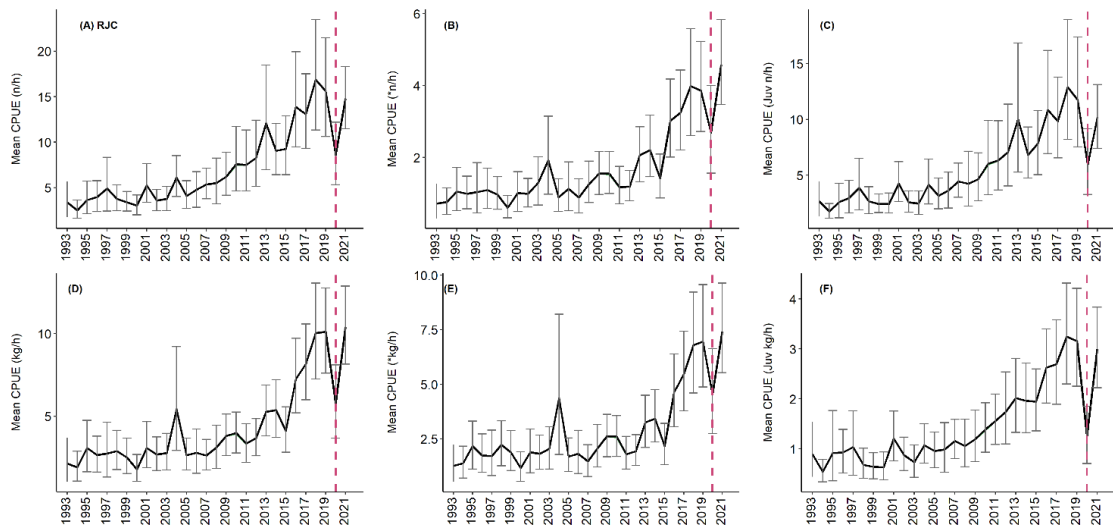 (A) RJC
Mean CPUE (n/h)
20
15
10
5
1993 1995 1997 1999 2001 2003 2005 2007 2009 2011 2013 2015 2017 2019 2021
(B)
Mean CPUE (*n/h)
6
4
2
1993 1995 1997 1999 2001 2003 2005 2007 2009 2011 2013 2015 2017 2019 2021
(C)
Mean CPUE (Juv n/h)
15
10
5
1993 1995 1997 1999 2001 2003 2005 2007 2009 2011 2013 2015 2017 2019 2021
(D)
Mean CPUE (kg/h)
10
5
1993 1995 1997 1999 2001 2003 2005 2007 2009 2011 2013 2015 2017 2019 2021
(E)
Mean CPUE (*kg/h)
10.0
7.5
5.0
2.5
1993 1995 1997 1999 2001 2003 2005 2007 2009 2011 2013 2015 2017 2019 2021
(F)
Mean CPUE (Juv kg/h)
4
3
2
1
1993 1995 1997 1999 2001 2003 2005 2007 2009 2011 2013 2015 2017 2019 2021